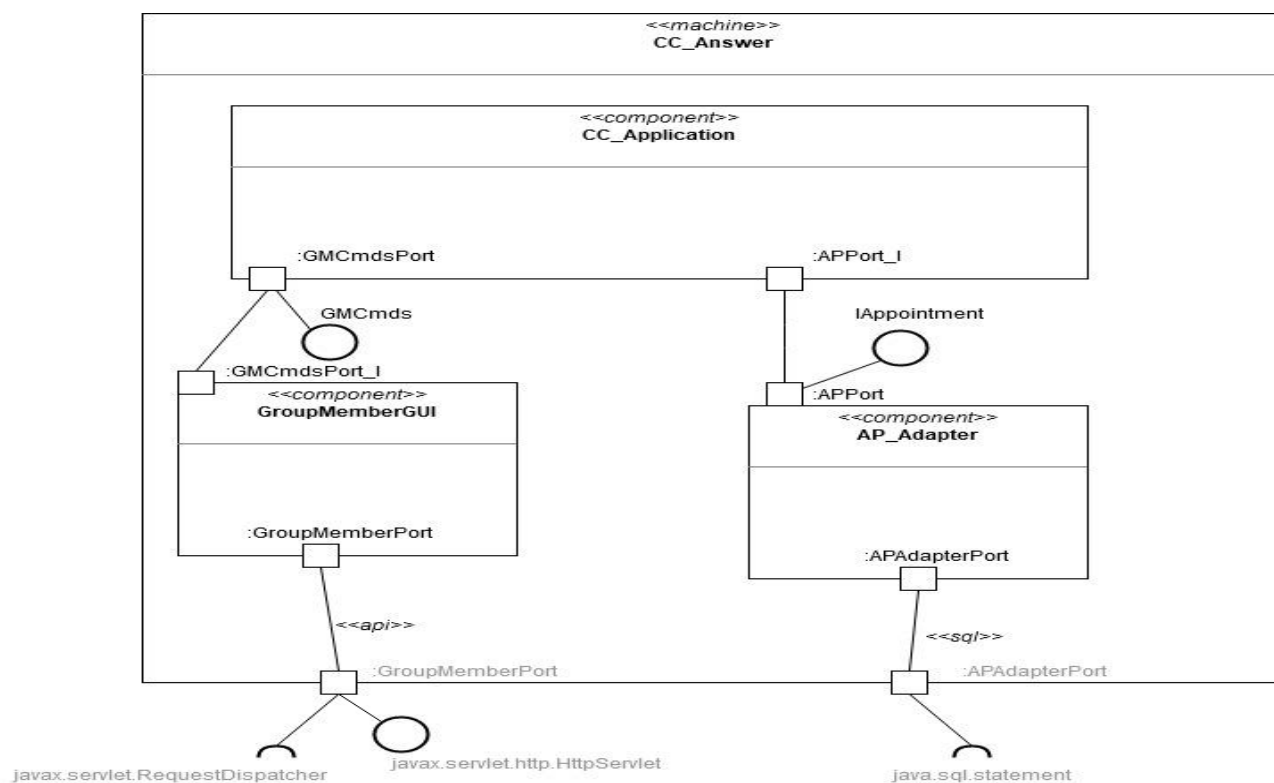 <<machine>>
CC_Answer
<<component>>
CC_Application
:GMCmdsPort
:APPort_I
GMCmds
IAppointment
:GMCmdsPort_I
:APPort
<<component>>
GroupMemberGUI
<<component>>
AP_Adapter
:GroupMemberPort
:APAdapterPort
<<api>>
<<sql>>
:GroupMemberPort
:APAdapterPort
javax.servlet.RequestDispatcher
javax.servlet.http.HttpServlet
java.sql.statement